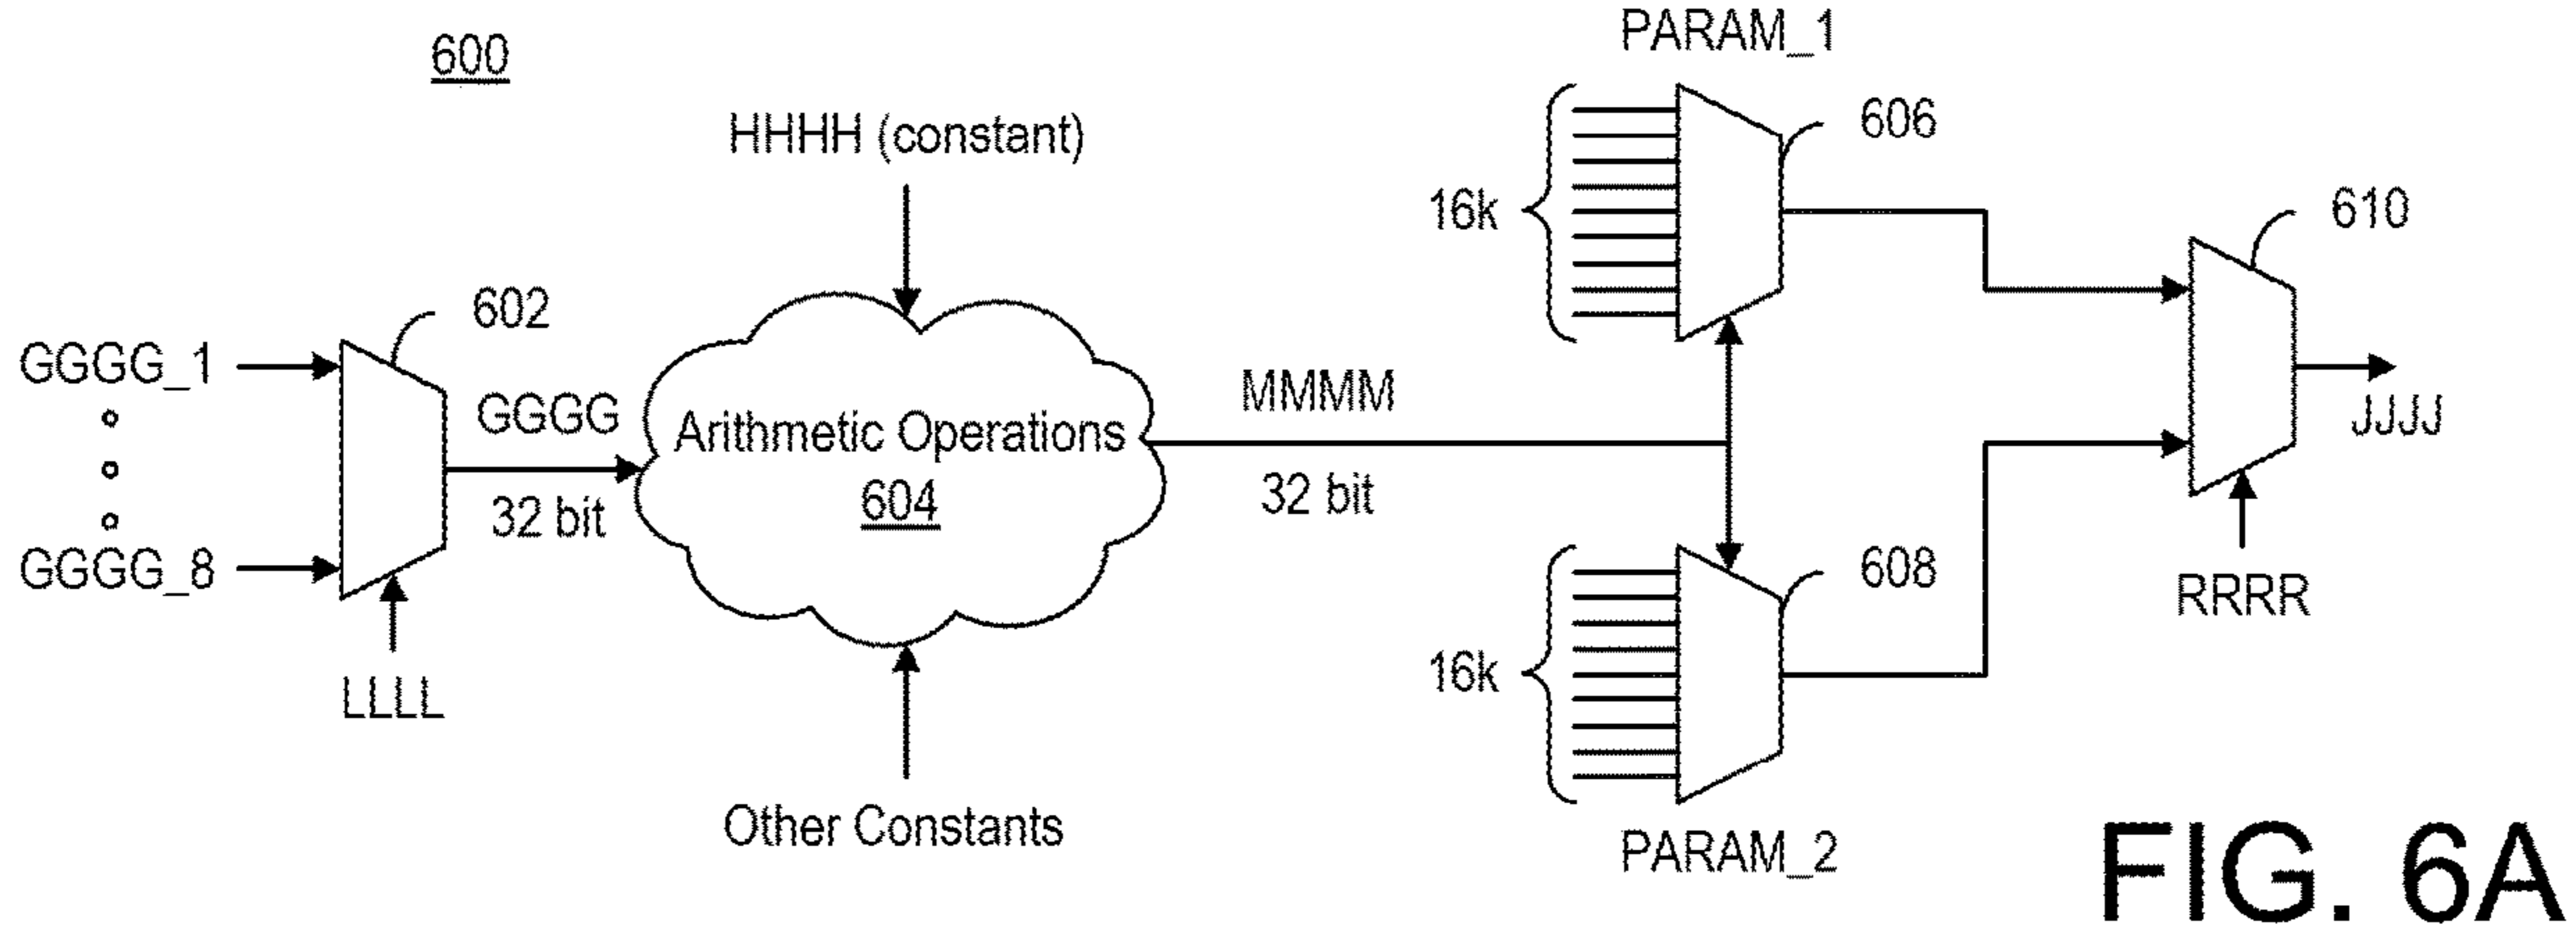 600
PARAM_1
HHHH (constant)
606
16k
610
602
GGGG_1
GGGG
32 bit
Arithmetic Operations
604
MMMM
32 bit
JJJJ
GGGG_8
LLLL
608
16k
RRRR
Other Constants
PARAM_2
FIG. 6A